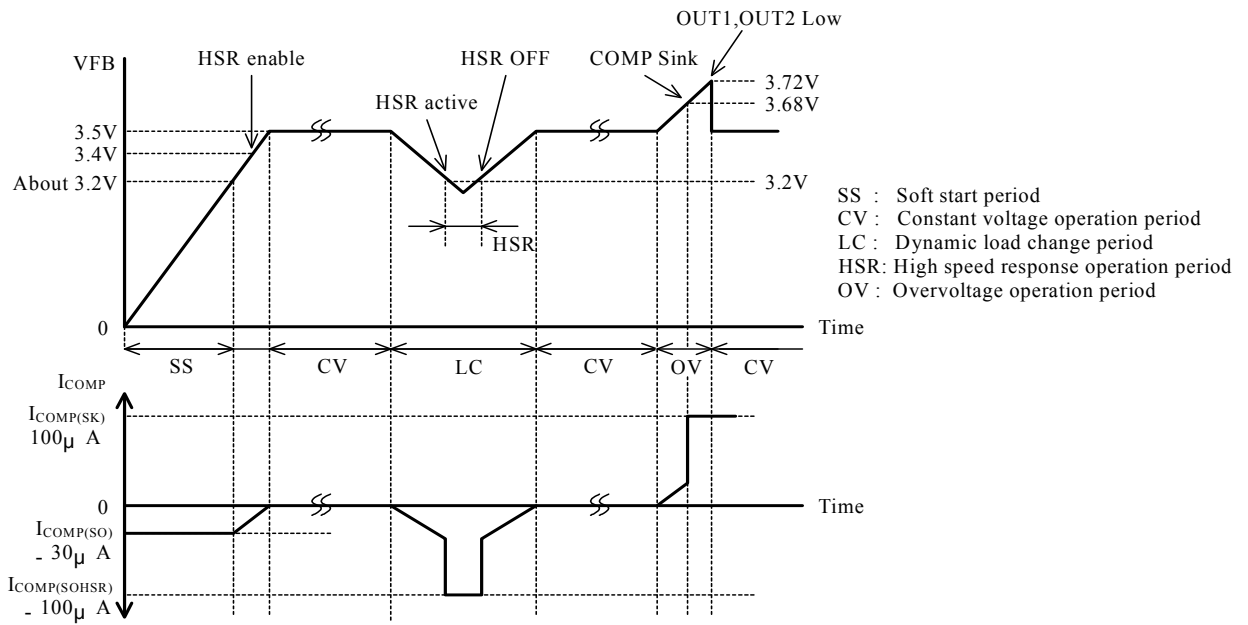 OUT1,OUT2 Low
VFB
HSR enable
HSR OFF
COMP Sink
HSR active
3.72V
3.68V
3.5V
3.4V
About 3.2V
3.2V
HSR
SS : Soft start period
CV : Constant voltage operation period
LC : Dynamic load change period
HSR: High speed response operation period
OV : Overvoltage operation period
0
Time
SS
CV
LC
CV
OV
CV
ICOMP
ICOMP(SK)
100μ A
0
Time
ICOMP(SO)
- 30μ A
ICOMP(SOHSR)
- 100μ A